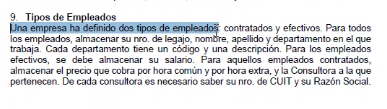 9. Tipos de Empleados
Una empresa ha definido dos tipos de empleados: contratados y efectivos. Para todos
los empleados, almacenar su nro. de legajo, nombre, apellido y departamento en el que
trabaja. Cada departamento tiene un código y una descripción. Para los empleados
efectivos, se debe almacenar su salario. Para aquellos empleados contratados,
almacenar el precio que cobra por hora común y por hora extra, y la Consultora a la que
pertenecen. De cada consultora es necesario saber su nro. de CUIT y su Razón Social.